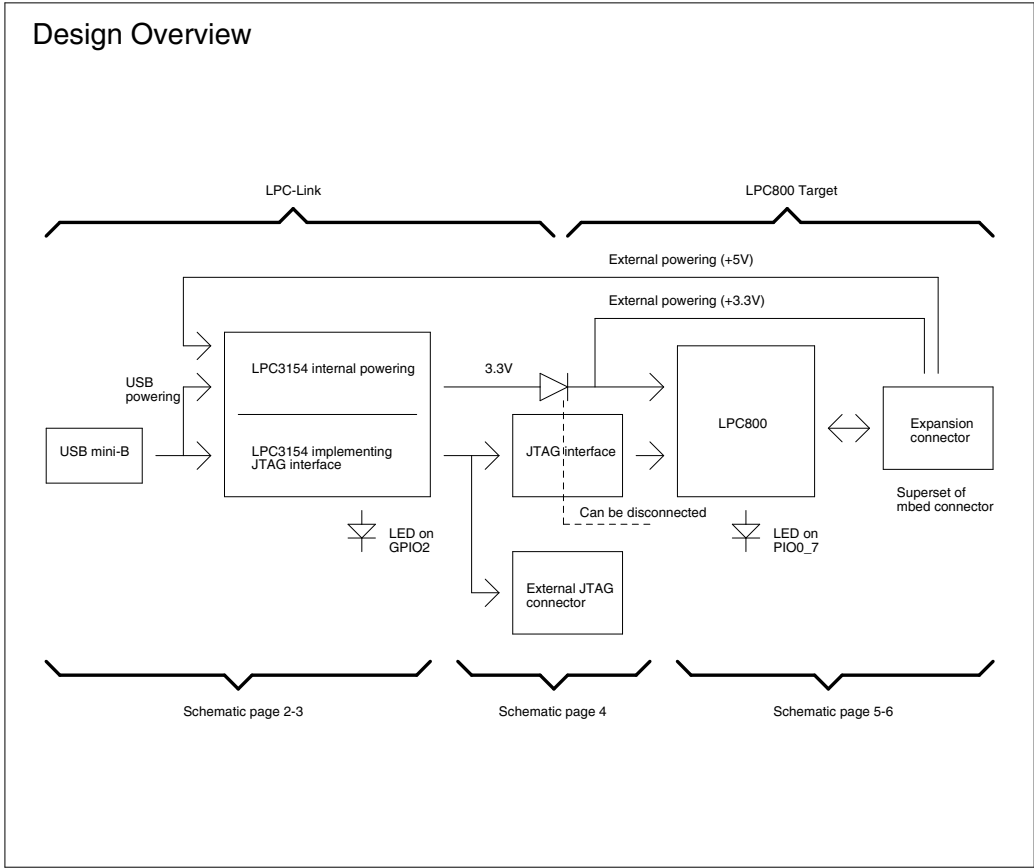 Design Overview
LPC-Link
LPC800 Target
External powering (+5V)
External powering (+3.3V)
USB
powering
LPC3154 internal powering
3.3V
USB mini-B
LPC3154 implementing
JTAG interface
JTAG interface
LPC800
Expansion
connector
Superset of
mbed connector
Can be disconnected
LED on
GPIO2
LED on
PIO0_7
External JTAG
connector
Schematic page 2-3
Schematic page 4
Schematic page 5-6